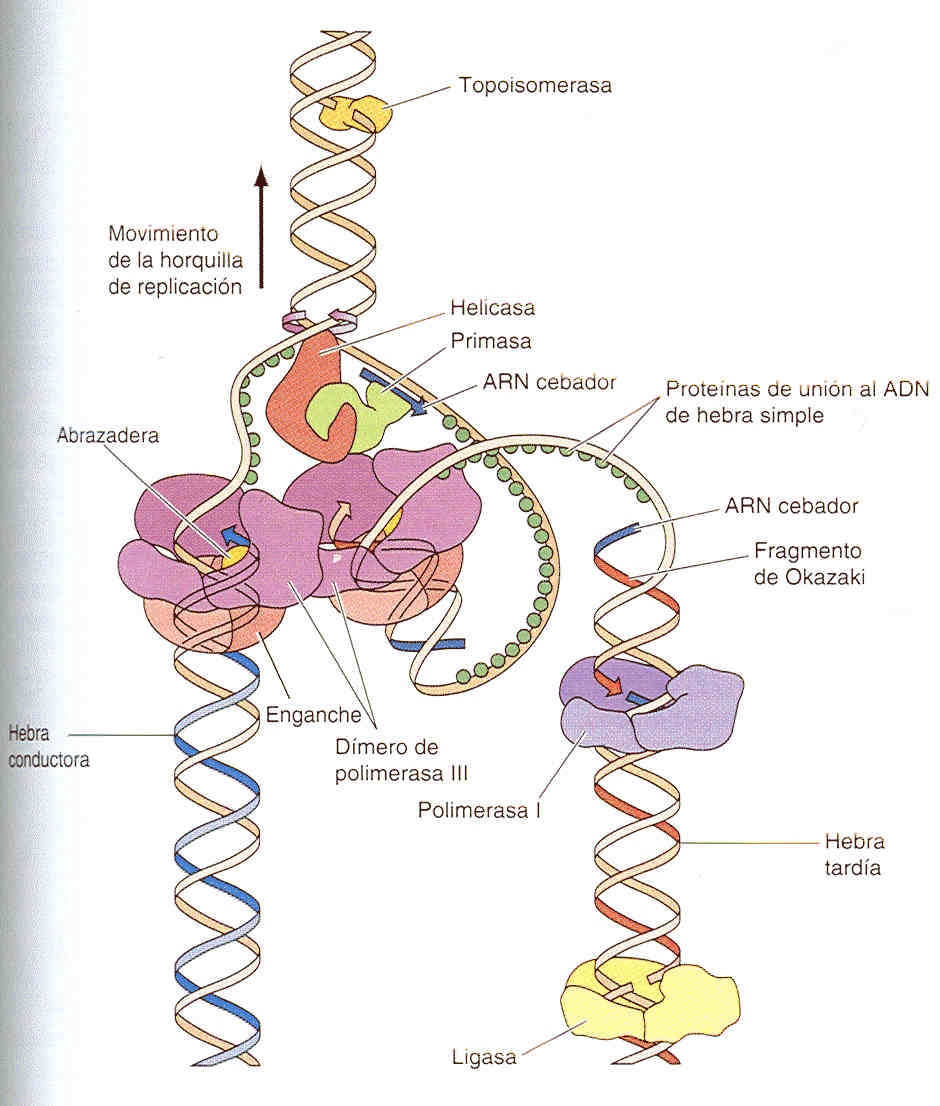 Topoisomerasa
Movimiento
de la horquilla
de replicación
Helicasa
Primasa
ARN cebador
Proteínas de unión al ADN
de hebra simple
Abrazadera
ARN cebador
Fragmento
de Okazaki
Enganche
Hebra
conductora
Dímero de
polimerasa III
Polimerasa I
Hebra
tardía
Ligasa